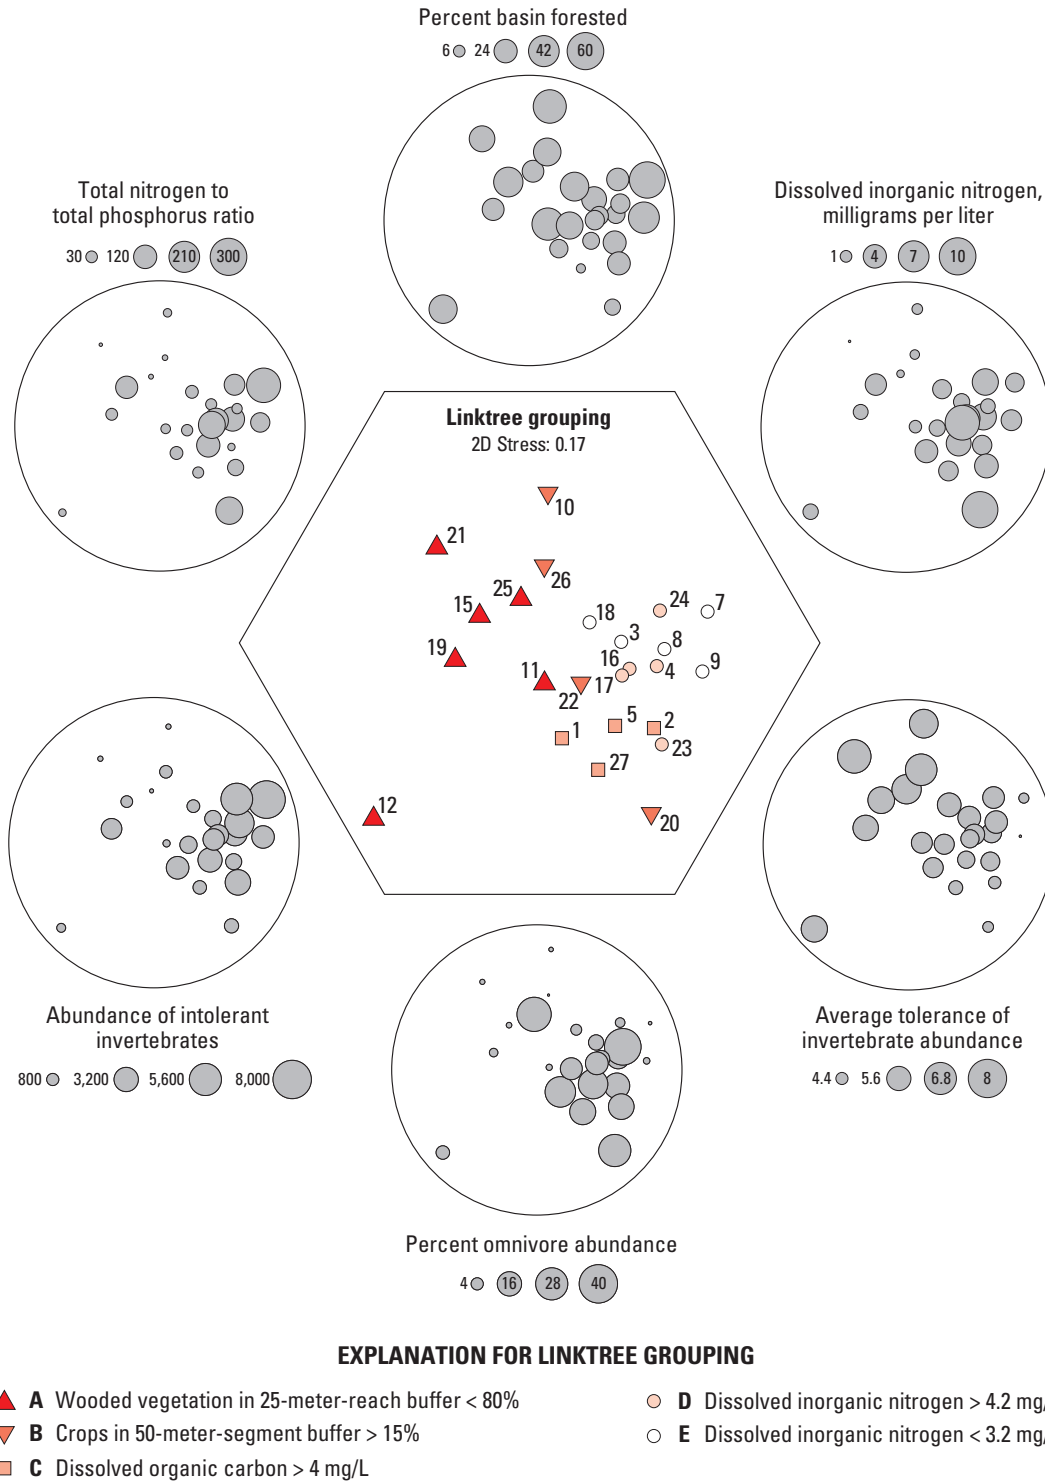 Percent basin forested
6 24 42 60
Total nitrogen to
total phosphorus ratio
30 120 210 300
Dissolved inorganic nitrogen,
milligrams per liter
1 4 7 10
Linktree grouping
2D Stress: 0.17
10
21
26
25
15
18
24
7
3
8
19
16
4
9
11
17
22
1
5
2
23
27
12
20
Abundance of intolerant
invertebrates
800 3,200 5,600 8,000
Average tolerance of
invertebrate abundance
4.4 5.6 6.8 8
Percent omnivore abundance
4 16 28 40
EXPLANATION FOR LINKTREE GROUPING
A Wooded vegetation in 25-meter-reach buffer < 80%
B Crops in 50-meter-segment buffer > 15%
C Dissolved organic carbon > 4 mg/L
D Dissolved inorganic nitrogen > 4.2 mg/
E Dissolved inorganic nitrogen < 3.2 mg/